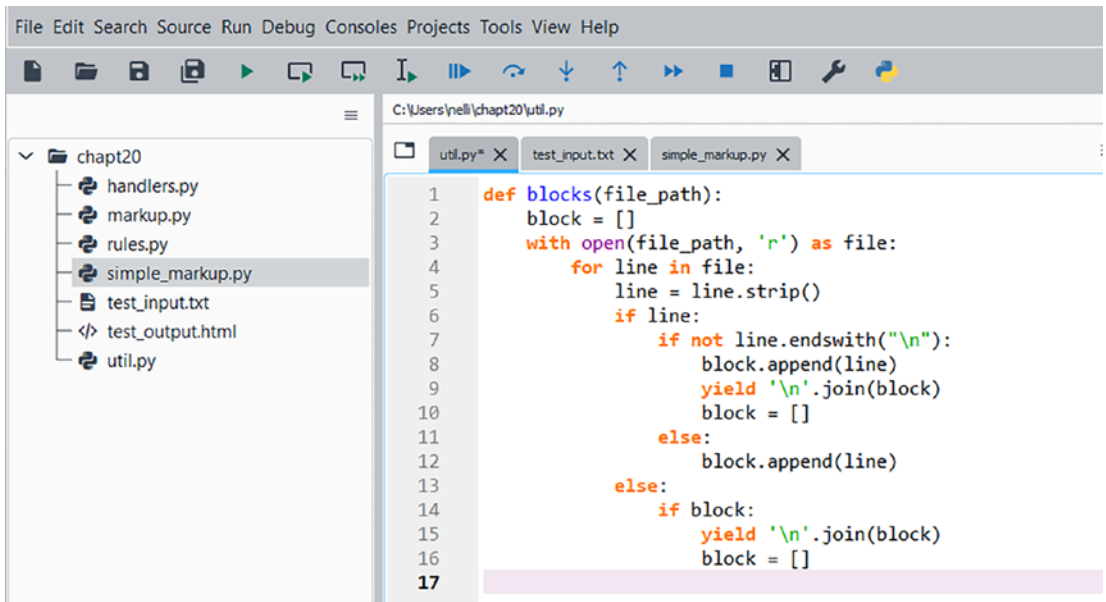 File Edit Search Source Run Debug Consoles Projects Tools View Help
C:\Users\nelli\chapt20\util.py
util.py* test_input.txt simple_markup.py
chapt20
handlers.py
markup.py
rules.py
simple_markup.py
test_input.txt
test_output.html
util.py
1 def blocks(file_path):
2     block = []
3     with open(file_path, 'r') as file:
4         for line in file:
5             line = line.strip()
6             if line:
7                 if not line.endswith("\n"):
8                     block.append(line)
9                     yield '\n'.join(block)
10                     block = []
11                 else:
12                     block.append(line)
13             else:
14                 if block:
15                     yield '\n'.join(block)
16                     block = []
17